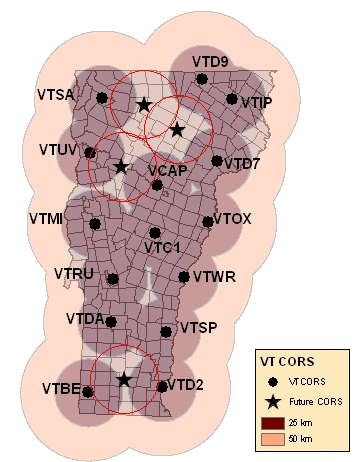 VTD9
VTSA
VTIP
VTUV
VCAP
VTD7
VTMI
VTC1
VTOX
VTRU
VTWR
VTDA
VTSP
VTBE
VTD2
VT CORS
VTCORS
Future CORS
25 km
50 km